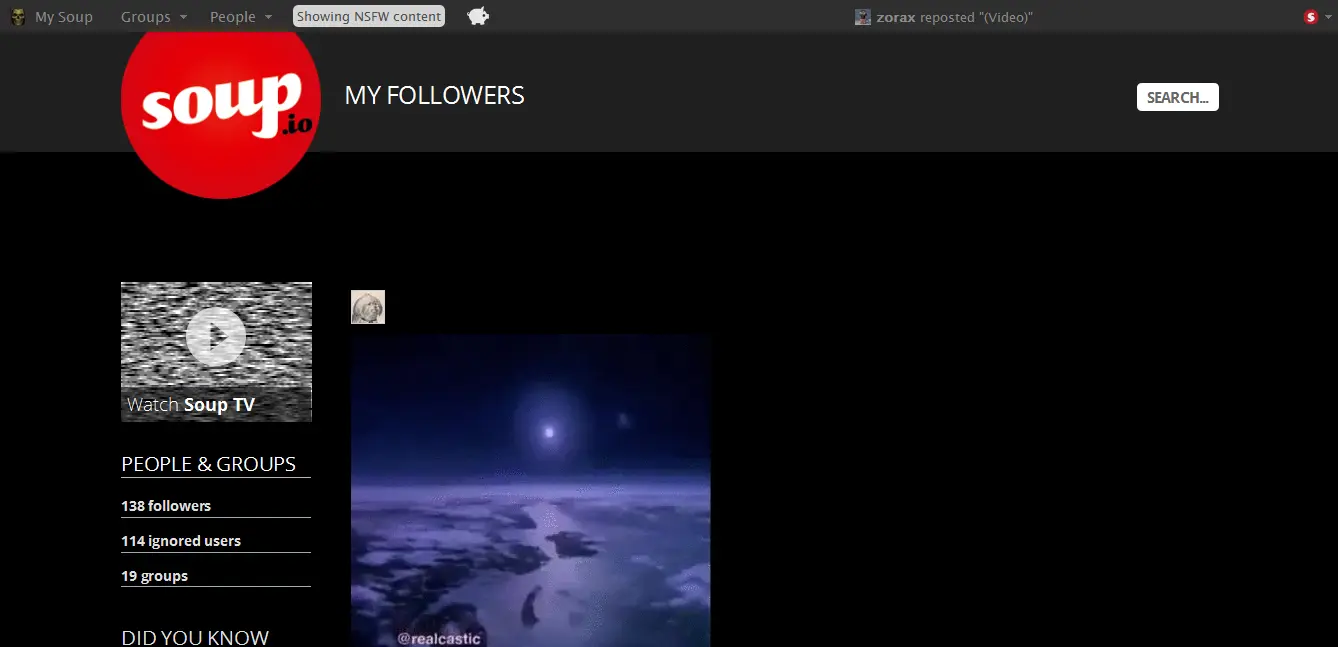 My Soup Groups People Showing NSFW content zorax reposted "(Video)" S
soup.io
MY FOLLOWERS
SEARCH...
Watch Soup TV
PEOPLE & GROUPS
138 followers
114 ignored users
19 groups
DID YOU KNOW
@realcastic